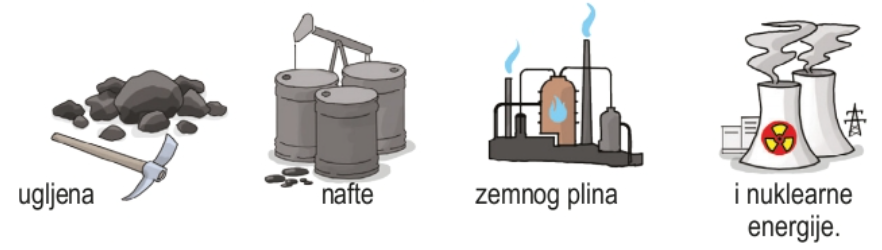 ugljena
nafte
zemnog plina
i nuklearne
energije.